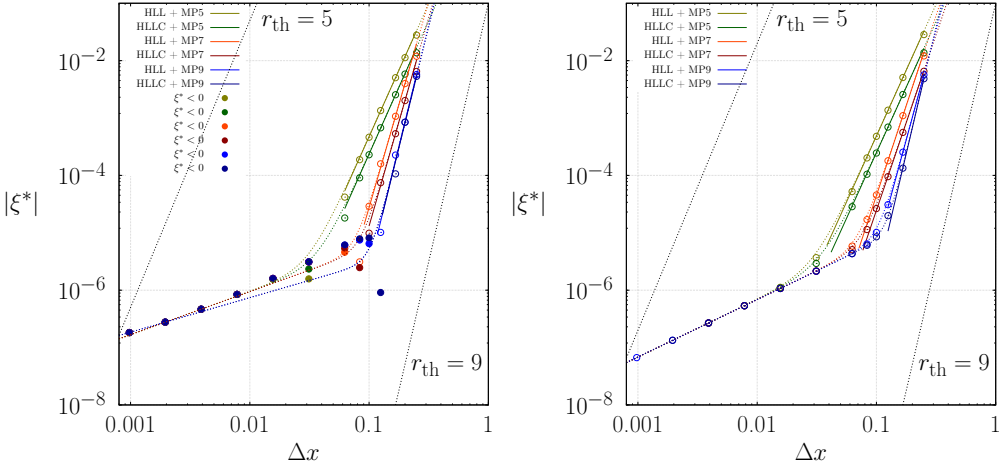 HLL + MP5
HLLC + MP5
HLL + MP7
HLLC + MP7
HLL + MP9
HLLC + MP9
ξ* < 0
ξ* < 0
ξ* < 0
ξ* < 0
ξ* < 0
ξ* < 0
r_th = 5
r_th = 9
10^−2
10^−4
10^−6
10^−8
|ξ*|
0.001
0.01
0.1
1
Δx
HLL + MP5
HLLC + MP5
HLL + MP7
HLLC + MP7
HLL + MP9
HLLC + MP9
r_th = 5
r_th = 9
10^−2
10^−4
10^−6
10^−8
|ξ*|
0.001
0.01
0.1
1
Δx